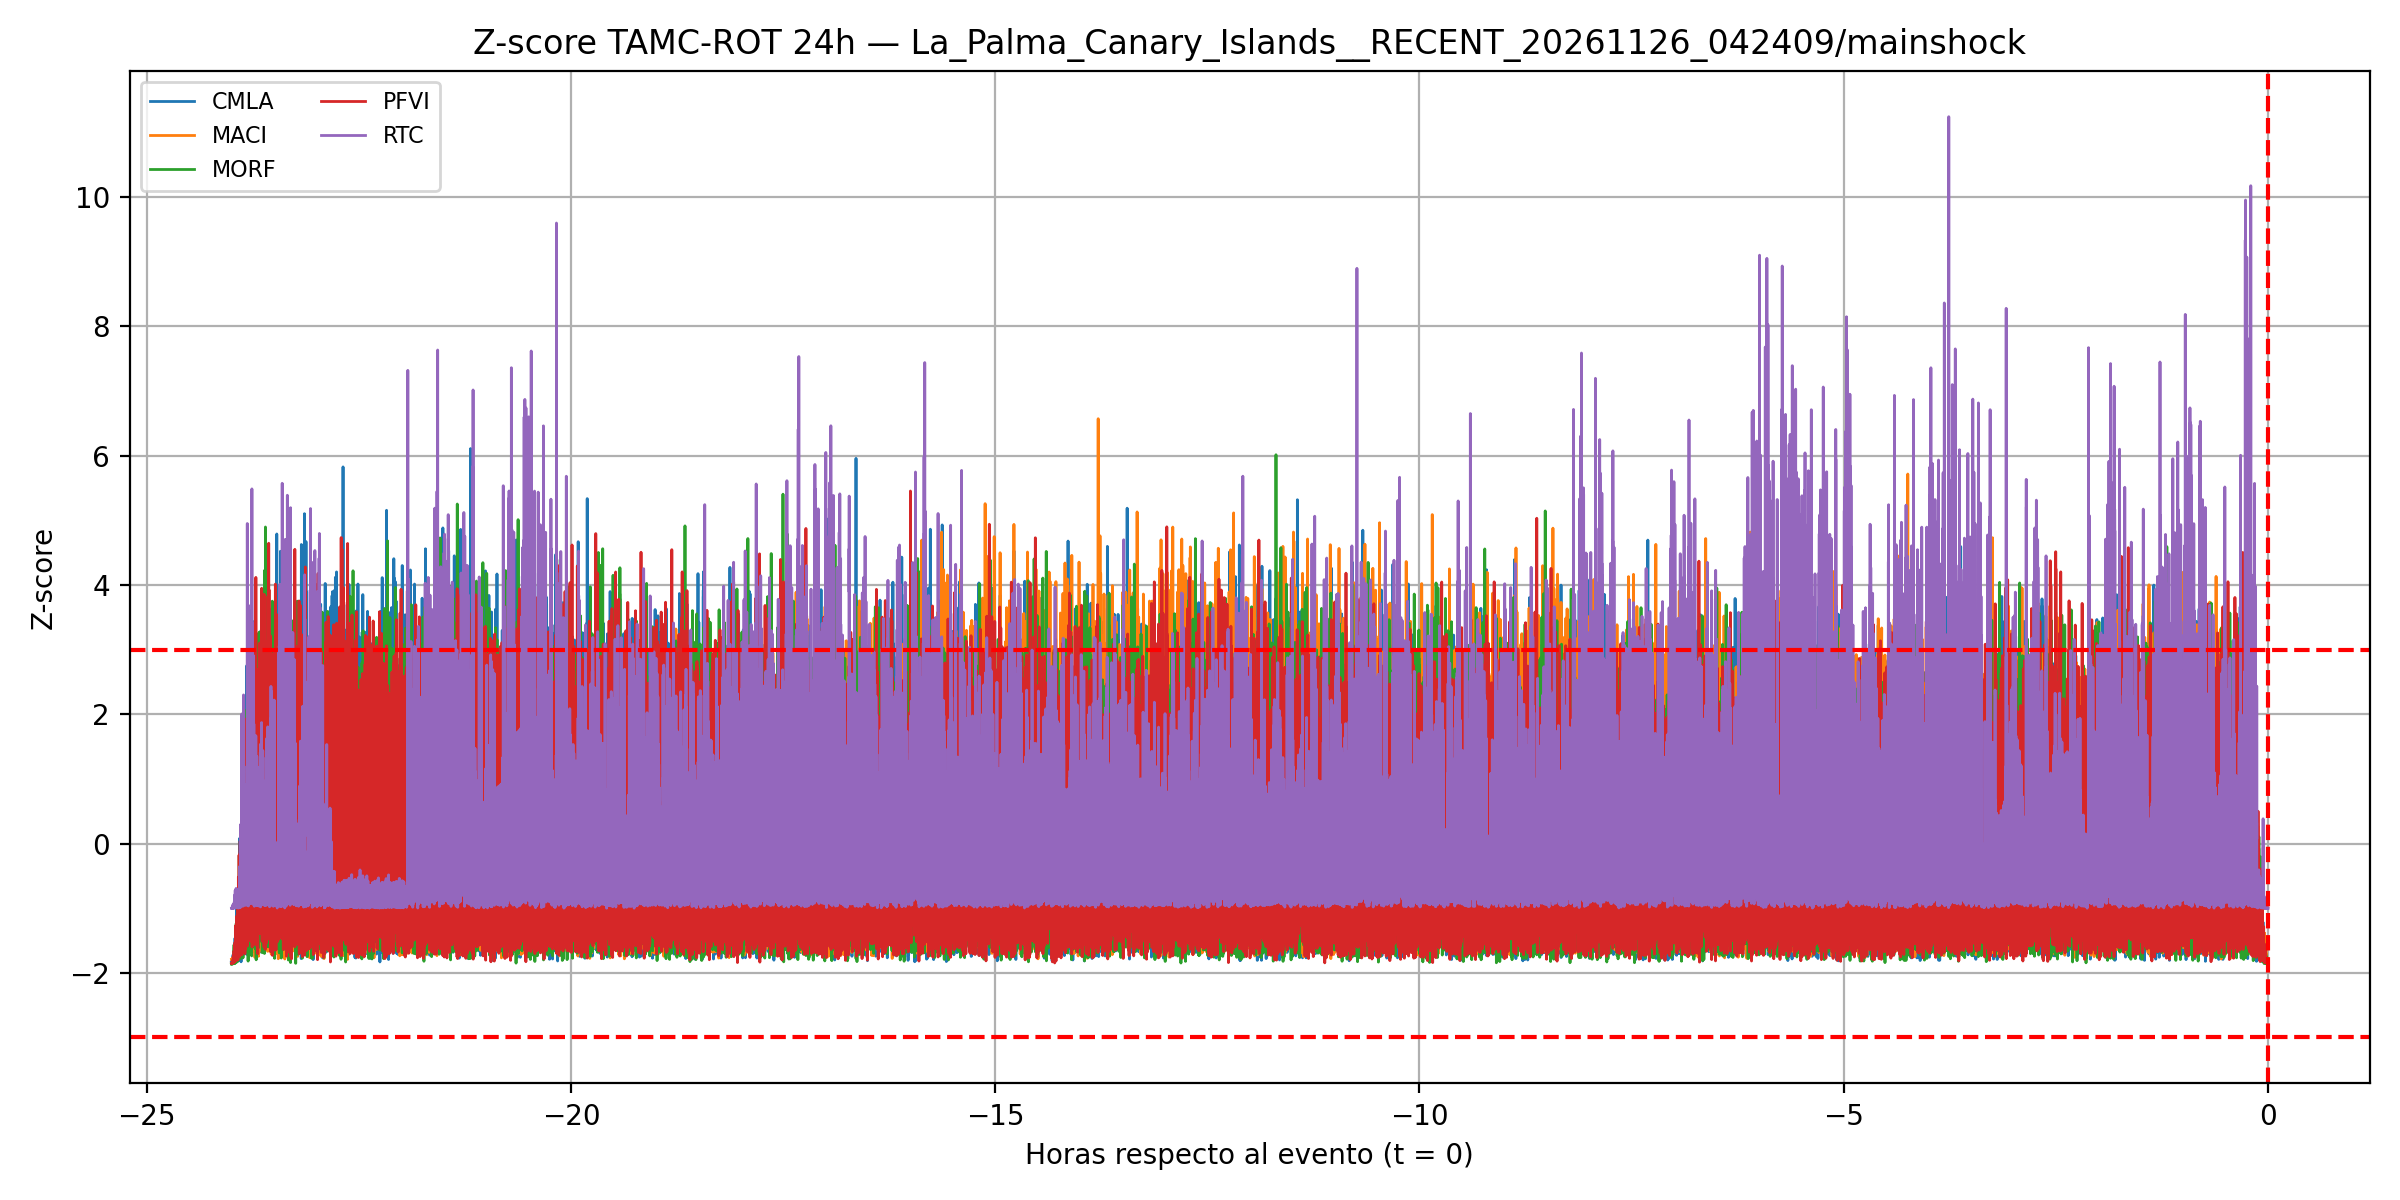 Z-score TAMC-ROT 24h — La_Palma_Canary_Islands__RECENT_20261126_042409/mainshock
CMLA
MACI
MORF
PFVI
RTC
Z-score
10
8
6
4
2
0
−2
−25
−20
−15
−10
−5
0
Horas respecto al evento (t = 0)